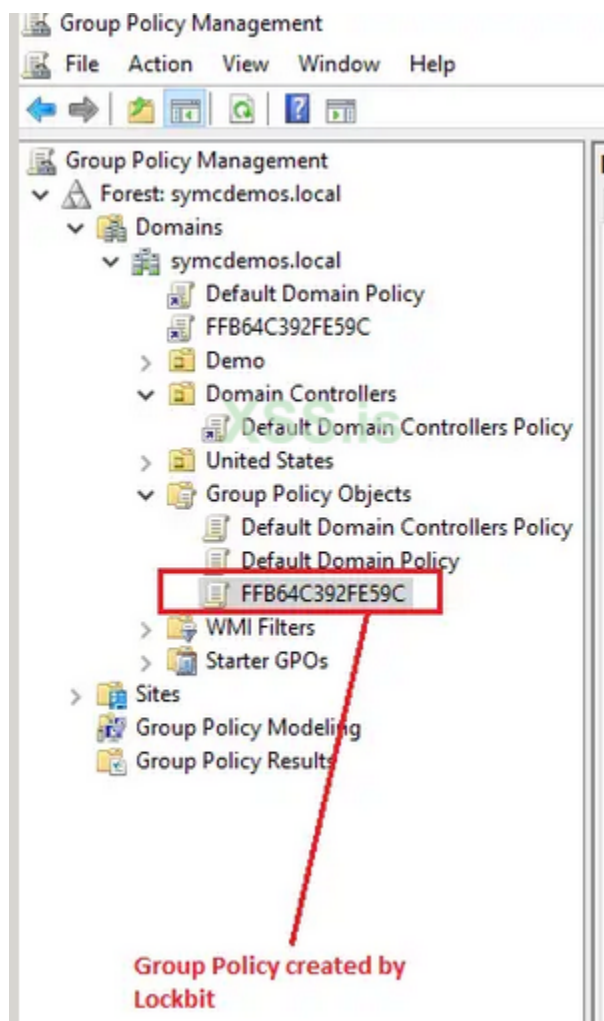 Group Policy Management
File Action View Window Help
Group Policy Management
Forest: symcdemos.local
Domains
symcdemos.local
Default Domain Policy
FFB64C392FE59C
Demo
Domain Controllers
XSS.is
Default Domain Controllers Policy
United States
Group Policy Objects
Default Domain Controllers Policy
Default Domain Policy
FFB64C392FE59C
WMI Filters
Starter GPOs
Sites
Group Policy Modeling
Group Policy Results
Group Policy created by
Lockbit